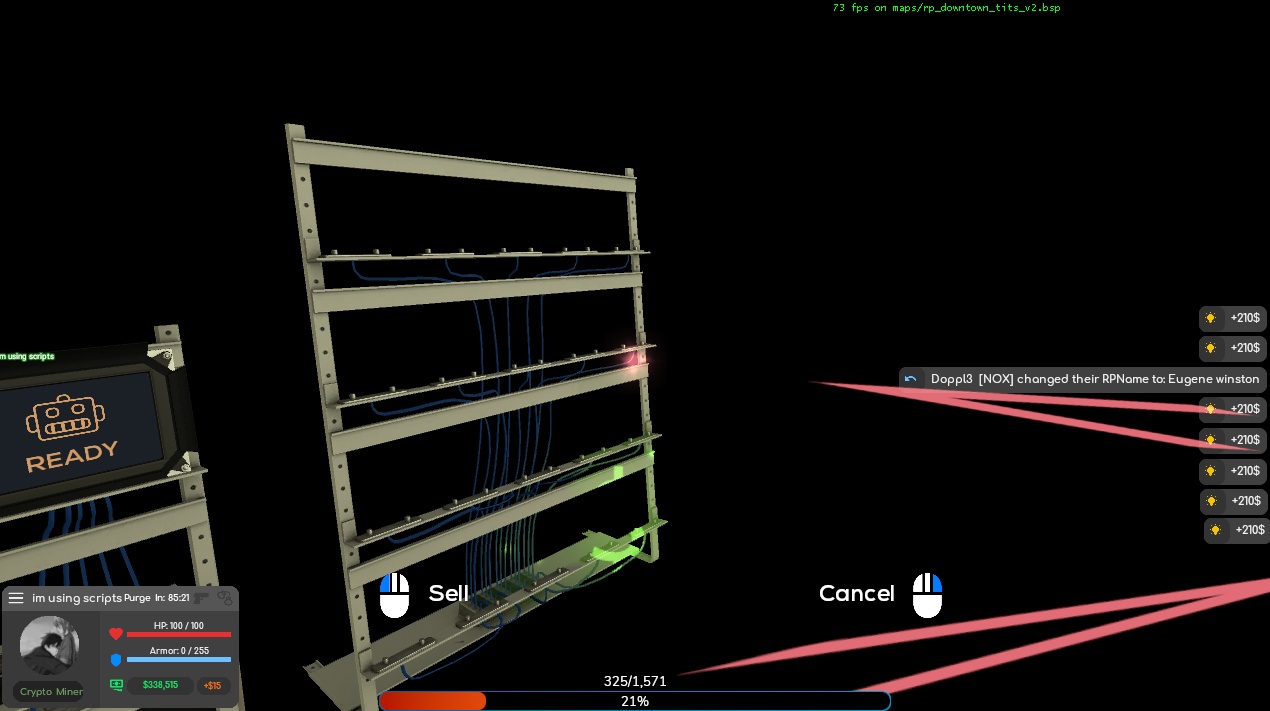 73 fps on maps/rp_downtown_tits_v2.bsp
+210$
+210$
Doppl3 [NOX] changed their RPName to: Eugene winston
+210$
+210$
+210$
+210$
+210$
m using scripts
READY
Sell
Cancel
im using scripts Purge In: 85:21
HP: 100 / 100
Armor: 0 / 255
Crypto Miner
$338,515
+$15
325/1,571
21%